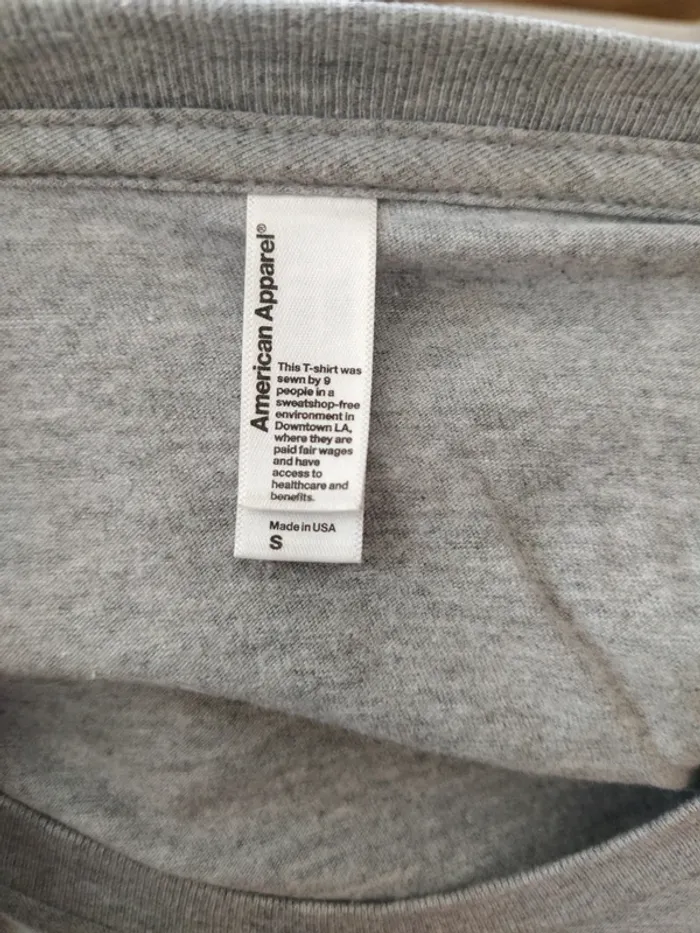 American Apparel®
This T-shirt was
sewn by 9
people in a
sweatshop-free
environment in
Downtown LA,
where they are
paid fair wages
and have
access to
healthcare and
benefits.
Made in USA
S